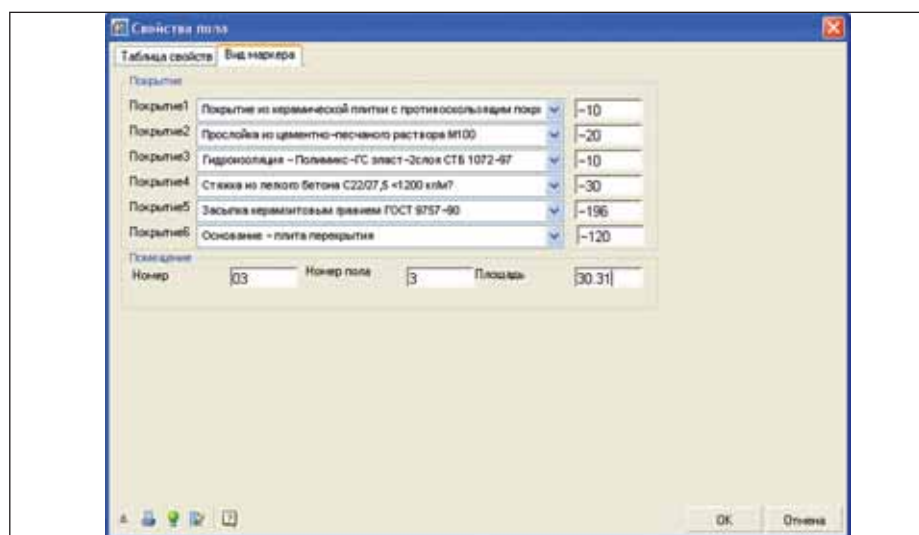 Свойства пола
Таблица свойств Вид маркера
Покрытие
Покрытие1 Покрытие из керамической плитки с противоскользящим покр −10
Покрытие2 Прослойка из цементно-песчаного раствора М100 −20
Покрытие3 Гидроизоляция - Полимикс-ГС эласт-2слоя СТБ 1072-97 −10
Покрытие4 Стяжка из легкого бетона С22/27,5 <1200 кг/м? −30
Покрытие5 Засыпка керамзитовым гравием ГОСТ 9757-90 −196
Покрытие6 Основание - плита перекрытия −120
Помещение
Номер 03 Номер пола 3 Площадь 30.31
OK Отмена